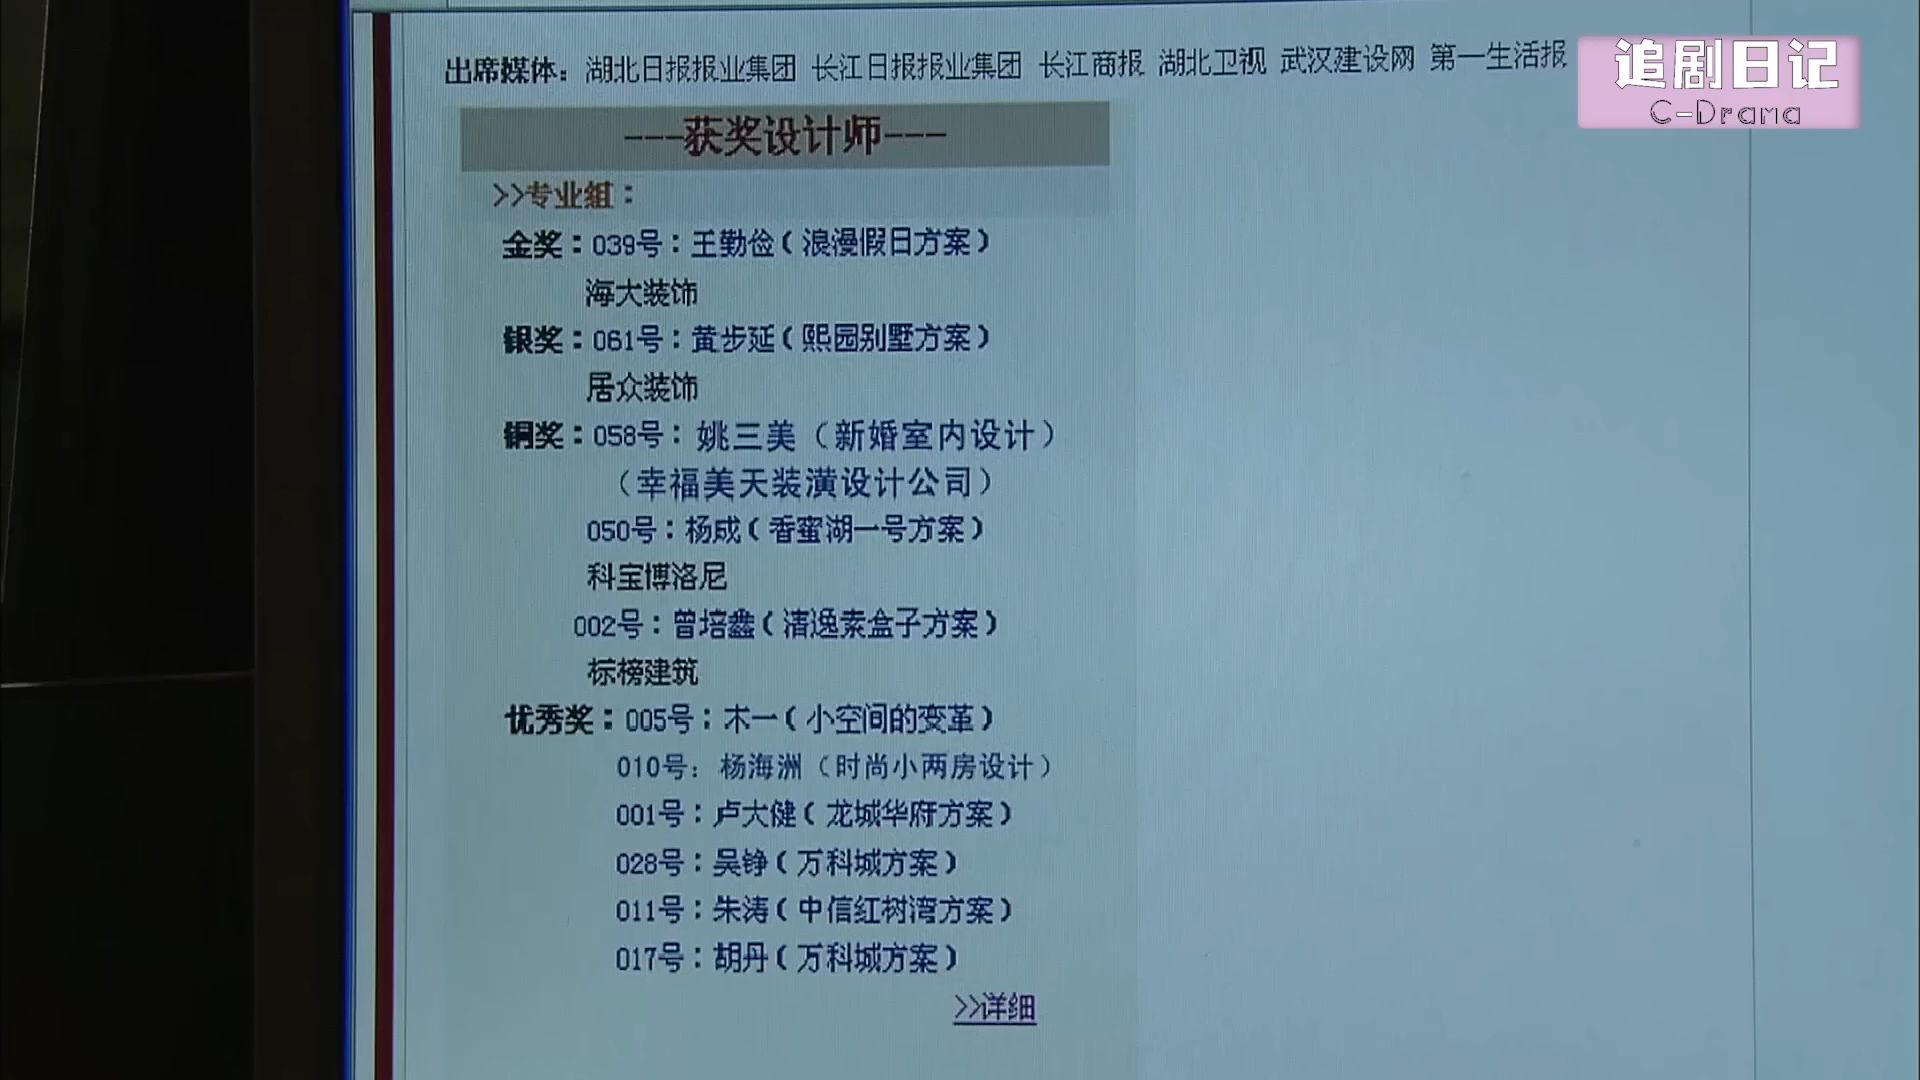 出席媒体：湖北日报报业集团 长江日报报业集团 长江商报 湖北卫视 武汉建设网 第一生活报
追剧日记
C-Drama
---获奖设计师---
>>专业组：
金奖：039号：王勤俭（浪漫假日方案）
海大装饰
银奖：061号：黄步延（熙园别墅方案）
居众装饰
铜奖：058号：姚三美（新婚室内设计）
（幸福美天装潢设计公司）
050号：杨成（香蜜湖一号方案）
科宝博洛尼
002号：曾培鑫（清逸素盒子方案）
标榜建筑
优秀奖：005号：木一（小空间的变革）
010号：杨海洲（时尚小两房设计）
001号：卢大健（龙城华府方案）
028号：吴铮（万科城方案）
011号：朱涛（中信红树湾方案）
017号：胡丹（万科城方案）
>>详细